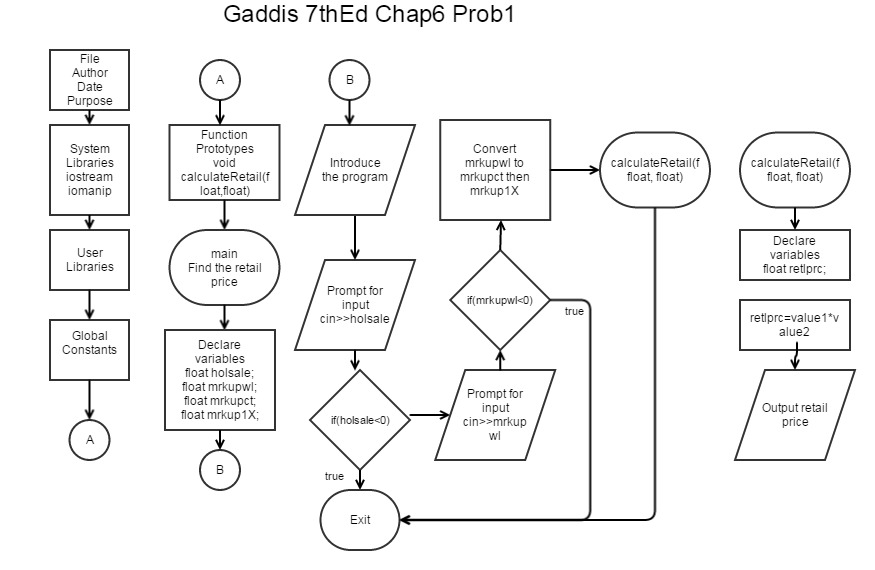 Gaddis 7thEd Chap6 Prob1
File
Author
Date
Purpose
System
Libraries
iostream
iomanip
User
Libraries
Global
Constants
A
A
Function
Prototypes
void
calculateRetail(f
loat,float)
main
Find the retail
price
Declare
variables
float holsale;
float mrkupwl;
float mrkupct;
float mrkup1X;
B
B
Introduce
the program
Prompt for
input
cin>>holsale
if(holsale<0)
true
Exit
Convert
mrkupwl to
mrkupct then
mrkup1X
if(mrkupwl<0)
true
Prompt for
input
cin>>mrkup
wl
calculateRetail(f
float, float)
calculateRetail(f
float, float)
Declare
variables
float retlprc;
retlprc=value1*v
alue2
Output retail
price